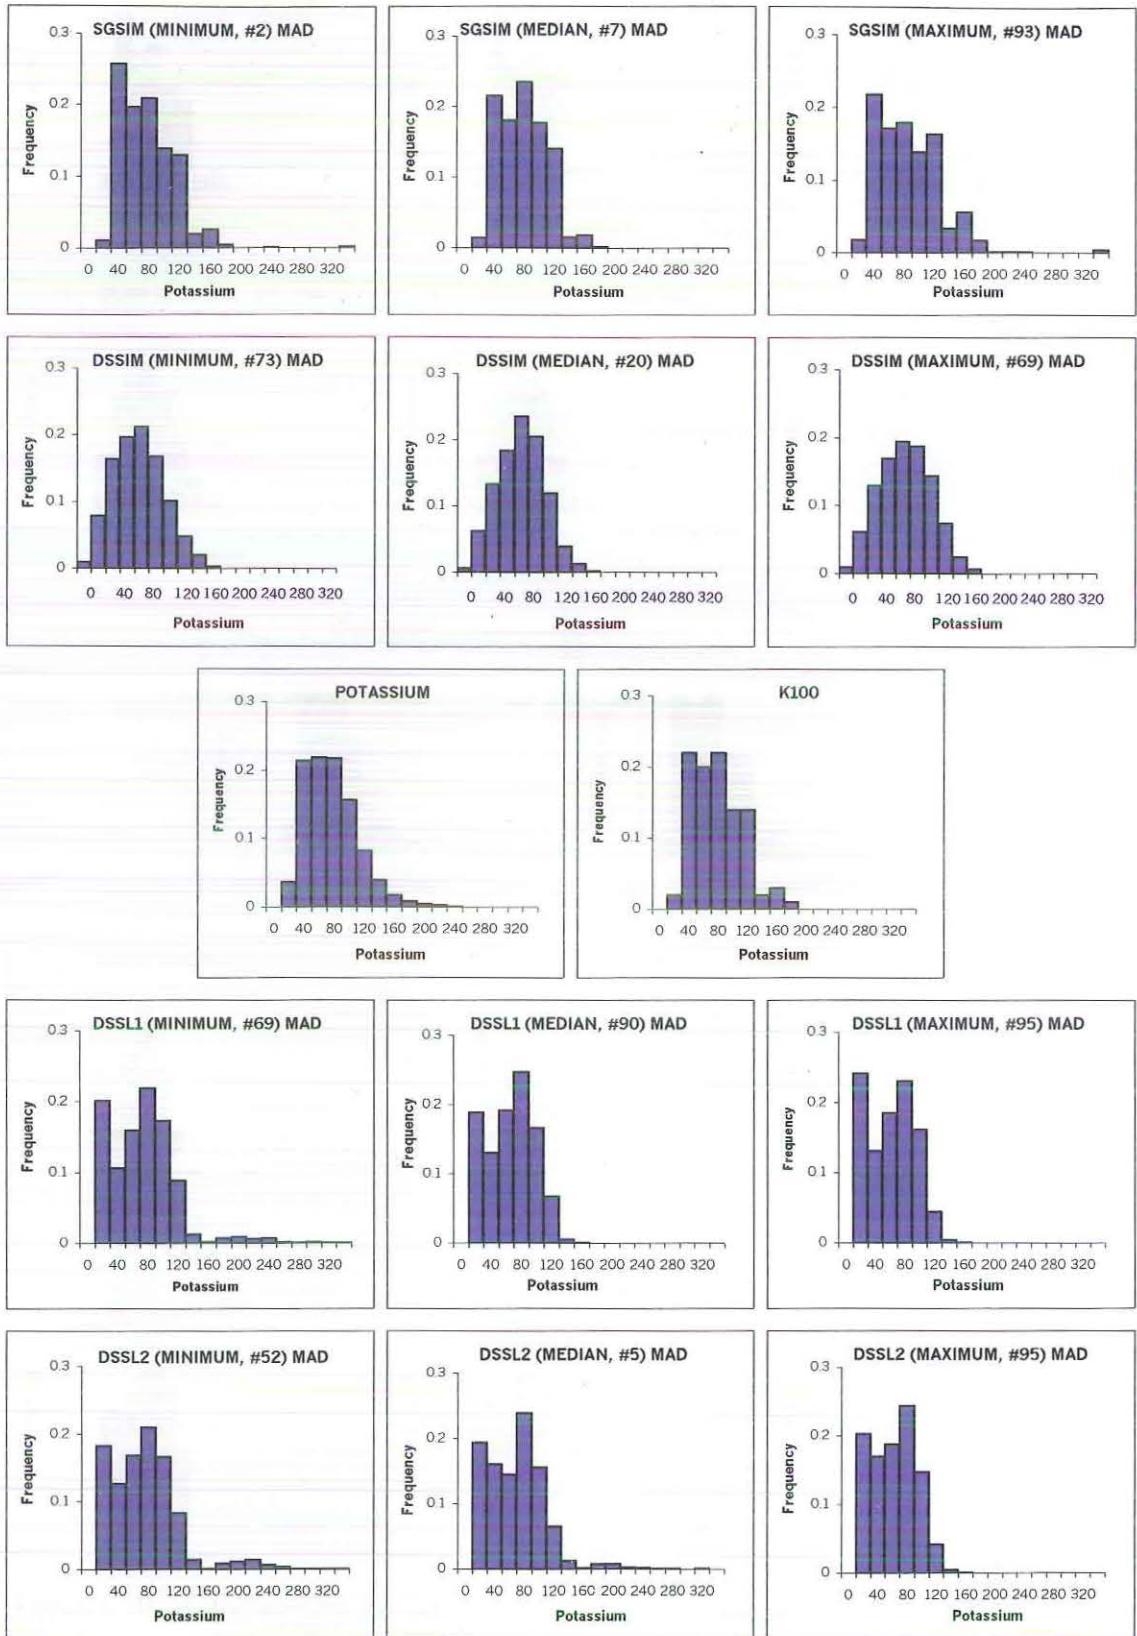 SGSIM (MINIMUM, #2) MAD
0.3
0.2
0.1
0
Frequency
0 40 80 120 160 200 240 280 320
Potassium
SGSIM (MEDIAN, #7) MAD
0.3
0.2
0.1
0
Frequency
0 40 80 120 160 200 240 280 320
Potassium
SGSIM (MAXIMUM, #93) MAD
0.3
0.2
0.1
0
Frequency
0 40 80 120 160 200 240 280 320
Potassium
DSSIM (MINIMUM, #73) MAD
0.3
0.2
0.1
0
Frequency
0 40 80 120 160 200 240 280 320
Potassium
DSSIM (MEDIAN, #20) MAD
0.3
0.2
0.1
0
Frequency
0 40 80 120 160 200 240 280 320
Potassium
DSSIM (MAXIMUM, #69) MAD
0.3
0.2
0.1
0
Frequency
0 40 80 120 160 200 240 280 320
Potassium
POTASSIUM
0.3
0.2
0.1
0
Frequency
0 40 80 120 160 200 240 280 320
Potassium
K100
0.3
0.2
0.1
0
Frequency
0 40 80 120 160 200 240 280 320
Potassium
DSSL1 (MINIMUM, #69) MAD
0.3
0.2
0.1
0
Frequency
0 40 80 120 160 200 240 280 320
Potassium
DSSL1 (MEDIAN, #90) MAD
0.3
0.2
0.1
0
Frequency
0 40 80 120 160 200 240 280 320
Potassium
DSSL1 (MAXIMUM, #95) MAD
0.3
0.2
0.1
0
Frequency
0 40 80 120 160 200 240 280 320
Potassium
DSSL2 (MINIMUM, #52) MAD
0.3
0.2
0.1
0
Frequency
0 40 80 120 160 200 240 280 320
Potassium
DSSL2 (MEDIAN, #5) MAD
0.3
0.2
0.1
0
Frequency
0 40 80 120 160 200 240 280 320
Potassium
DSSL2 (MAXIMUM, #95) MAD
0.3
0.2
0.1
0
Frequency
0 40 80 120 160 200 240 280 320
Potassium